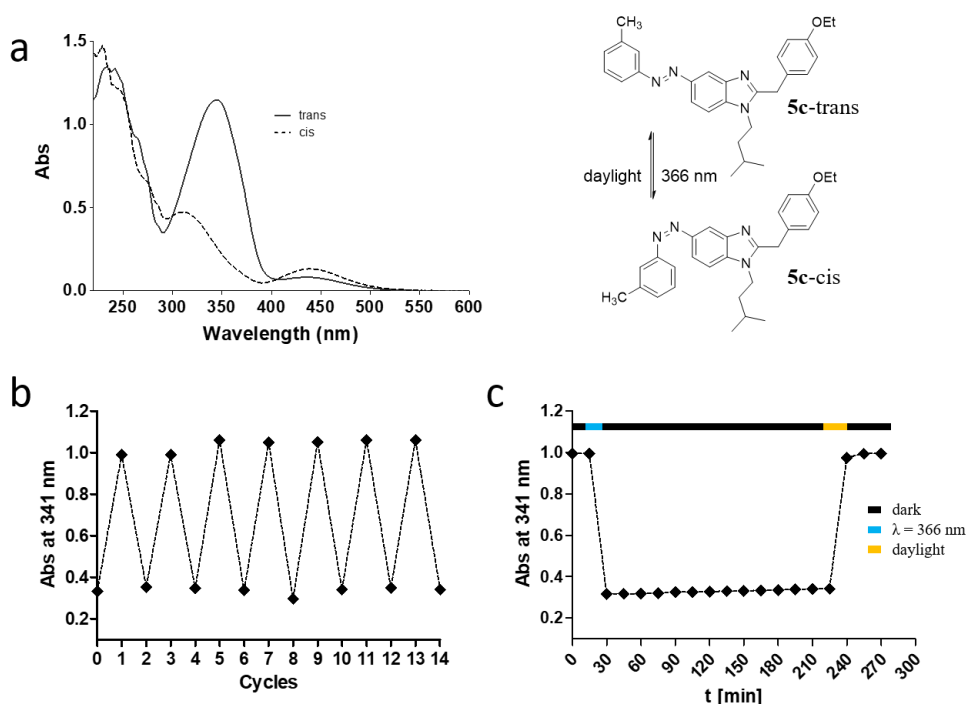 a
1.5
1.0
0.5
0.0
Abs
250 300 350 400 450 500 550 600
Wavelength (nm)
trans
cis
CH3
N
N
N
N
OEt
5c-trans
daylight
366 nm
N
N
N
N
OEt
CH3
5c-cis
b
1.2
1.0
0.8
0.6
0.4
0.2
Abs at 341 nm
0 1 2 3 4 5 6 7 8 9 10 11 12 13 14
Cycles
c
1.2
1.0
0.8
0.6
0.4
0.2
Abs at 341 nm
0 30 60 90 120 150 180 210 240 270 300
t [min]
dark
λ = 366 nm
daylight